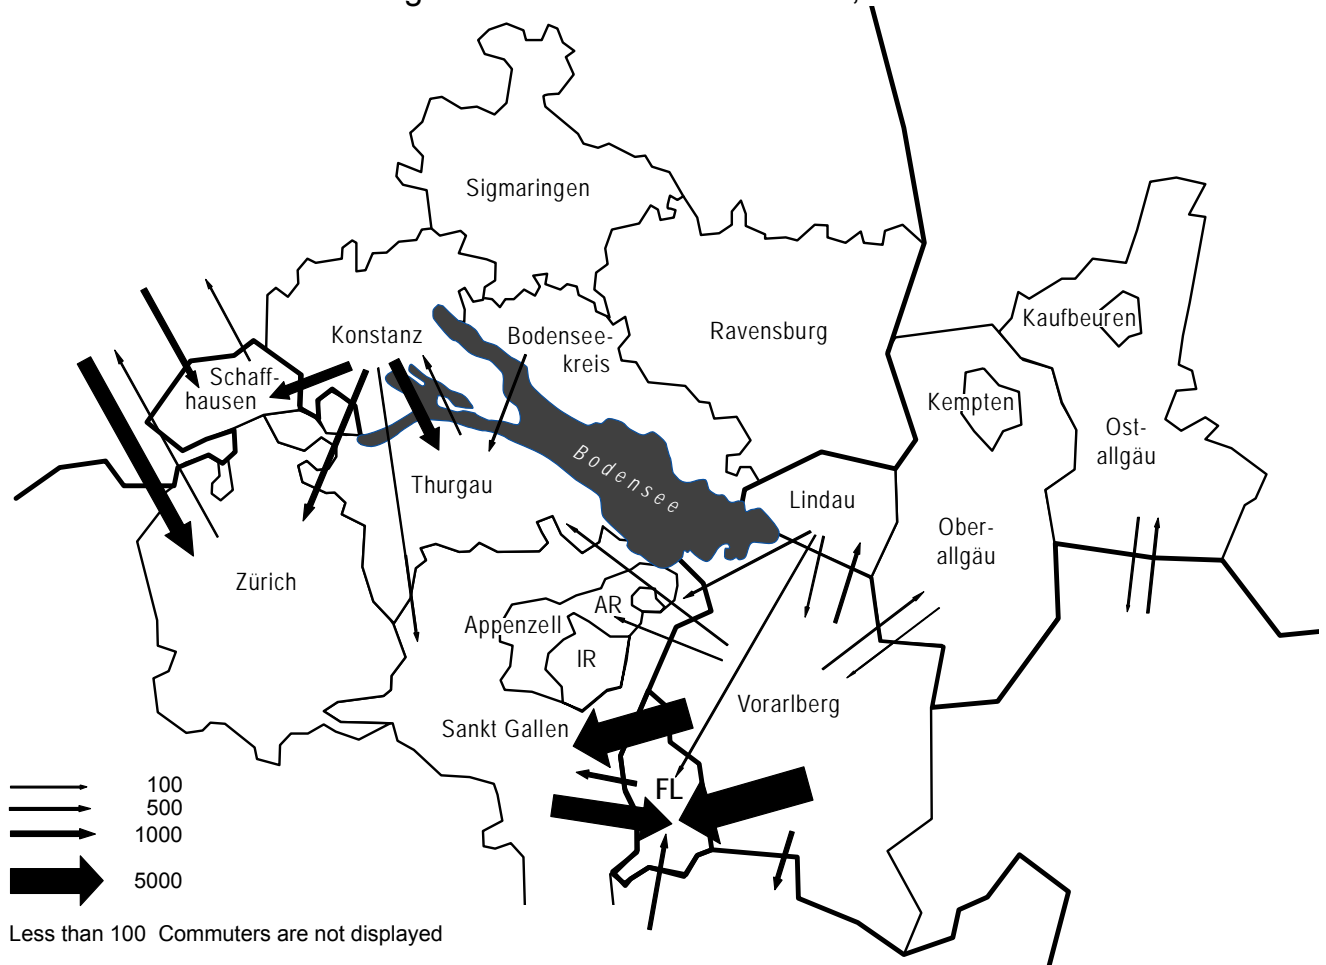 Sigmaringen
Konstanz
Bodensee-
kreis
Ravensburg
Kaufbeuren
Schaff-
hausen
Kempten
Ost-
allgäu
Bodensee
Thurgau
Lindau
Ober-
allgäu
Zürich
AR
Appenzell
IR
Vorarlberg
Sankt Gallen
FL
100
500
1000
5000
Less than 100 Commuters are not displayed